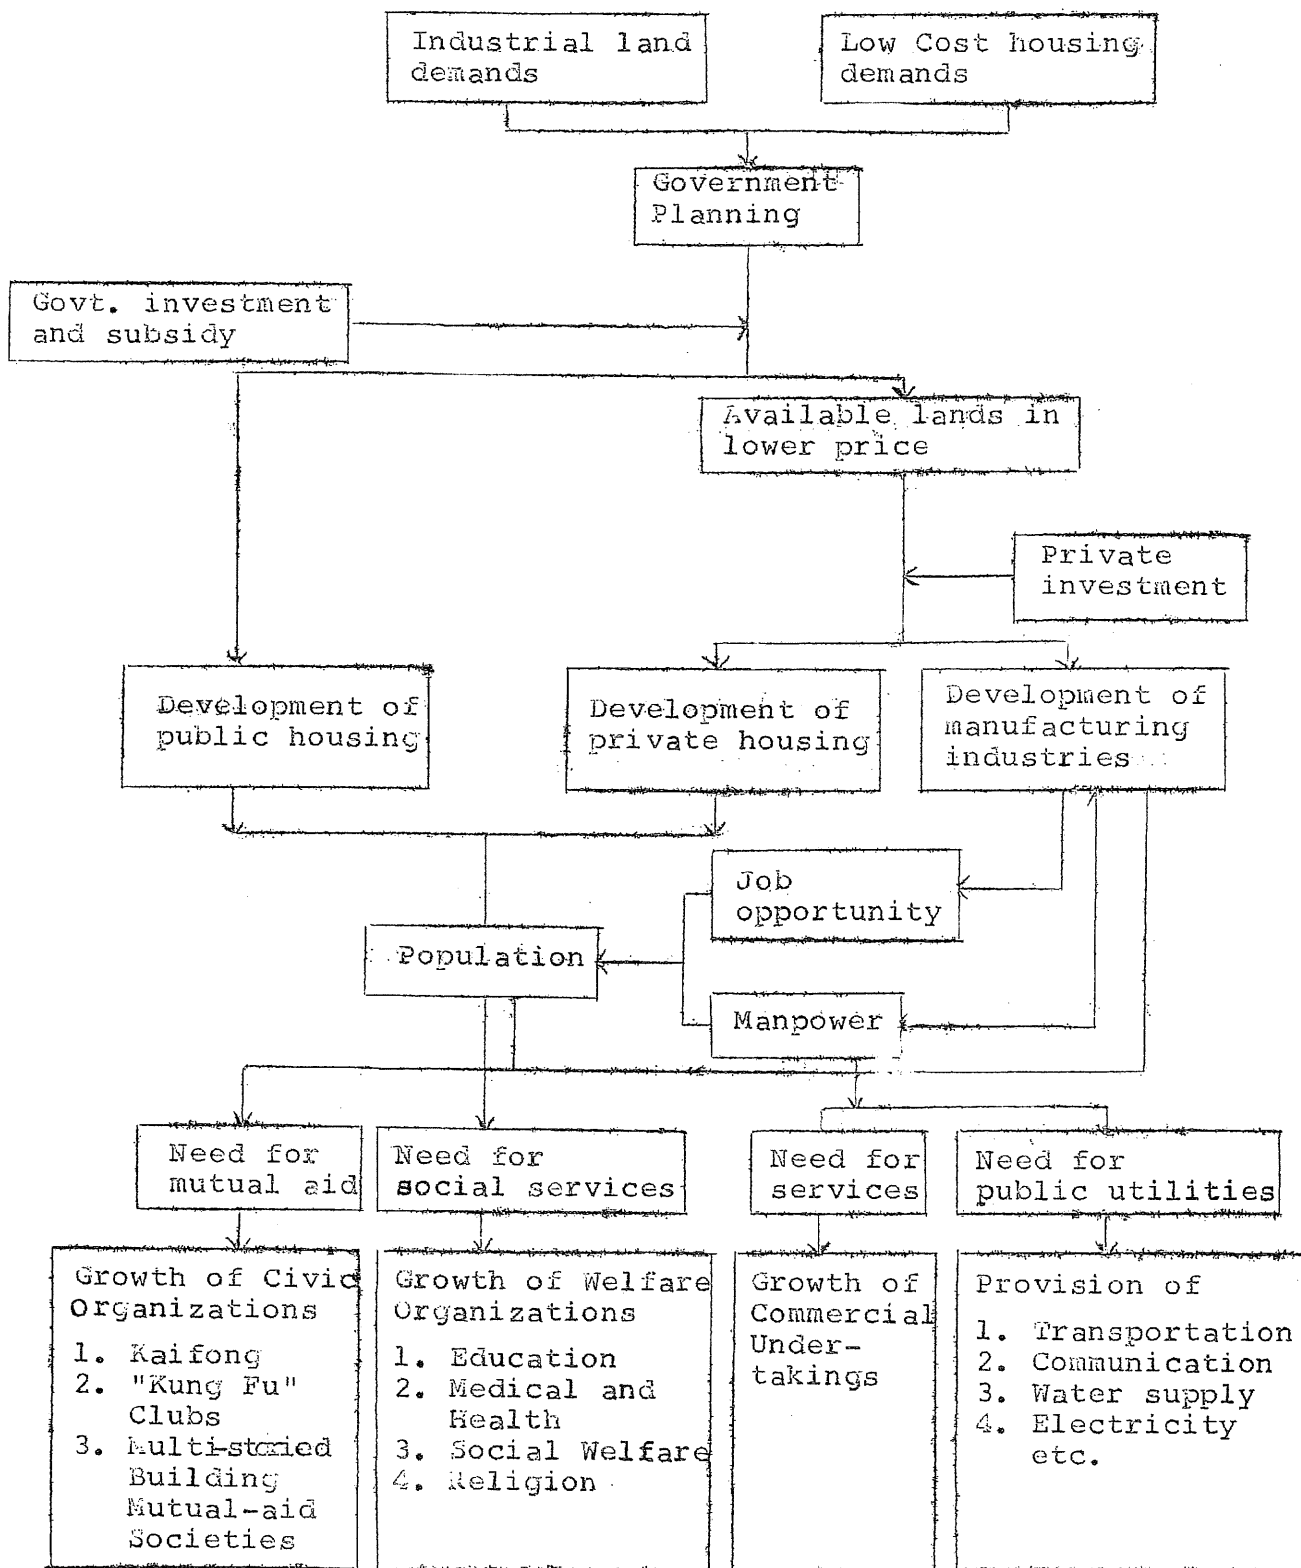 Industrial land
demands
Low Cost housing
demands
Government
Planning
Govt. investment
and subsidy
Available lands in
lower price
Private
investment
Development of
public housing
Development of
private housing
Development of
manufacturing
industries
Job
opportunity
Population
Manpower
Need for
mutual aid
Need for
social services
Need for
services
Need for
public utilities
Growth of Civic
Organizations
1. Kaifong
2. "Kung Fu"
Clubs
3. Multi-storied
Building
Mutual-aid
Societies
Growth of Welfare
Organizations
1. Education
2. Medical and
Health
3. Social Welfare
4. Religion
Growth of
Commercial
Under-
takings
Provision of
1. Transportation
2. Communication
3. Water supply
4. Electricity
etc.